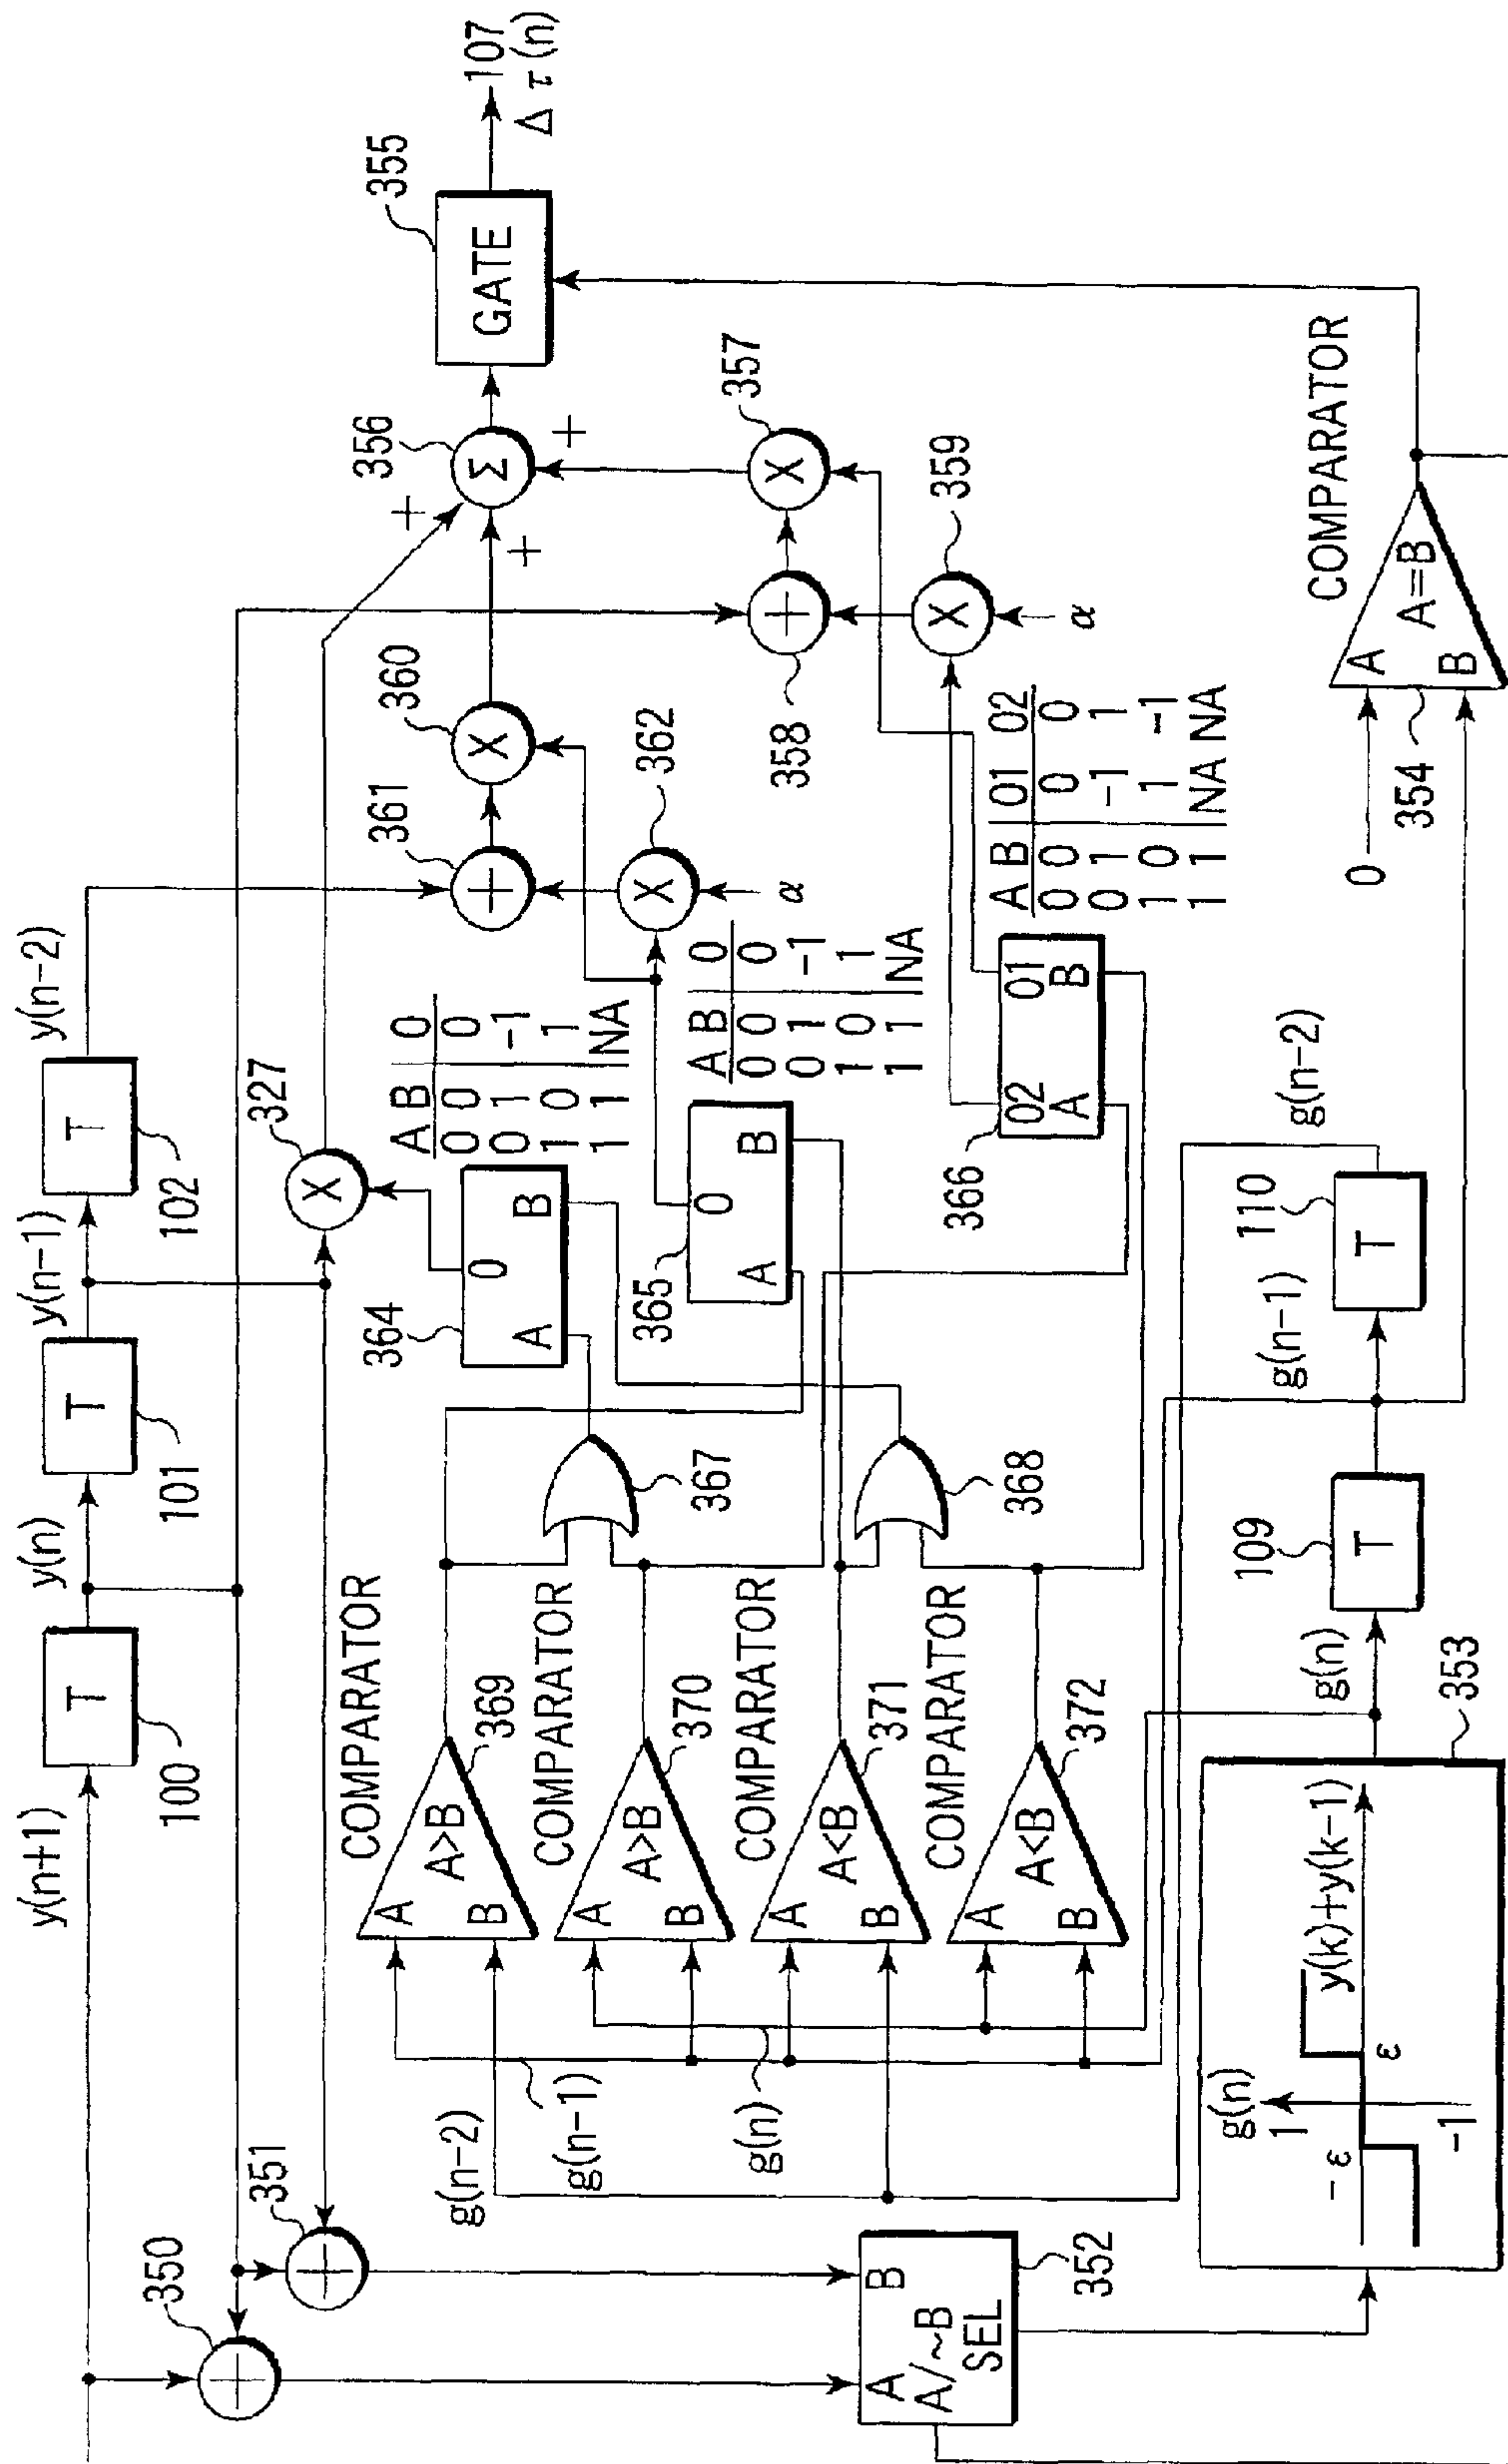 y(n+1)
T
100
y(n)
T
101
y(n-1)
T
102
y(n-2)
350
+
351
+
327
X
361
+
360
X
362
X
α
356
Σ
+
+
+
355
GATE
107
Δτ(n)
357
X
358
+
359
X
α
COMPARATOR
A
B
A>B
369
COMPARATOR
A
B
A>B
370
COMPARATOR
A
B
A<B
371
COMPARATOR
A
B
A<B
372
g(n-2)
g(n-1)
g(n)
367
368
364
A
B
0
A B 0
0 0 0
0 1 -1
1 0 1
1 1 NA
365
A
B
0
A B 0
0 0 0
0 1 -1
1 0 1
1 1 NA
366
02 01
A B
A B 01 02
0 0 0 0
0 1 -1 1
1 0 1 -1
1 1 NA NA
352
A
B
A/~B
SEL
353
g(n)
1
-ε
ε
-1
y(k)+y(k-1)
g(n)
109
T
g(n-1)
110
T
g(n-2)
0
354
A
B
A=B
COMPARATOR